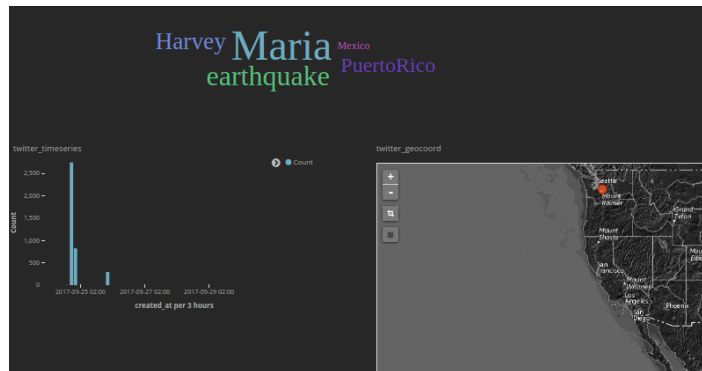 Harvey Maria Mexico
earthquake PuertoRico
twitter_timeseries
Count
2,500
2,000
1,500
1,000
500
0
Count
2017-09-25 02:00 2017-09-27 02:00 2017-09-29 02:00
created_at per 3 hours
twitter_geocoord
+
-
Seattle
Mount
Rainier
Grand
Teton
Mount
Shasta
San
Francisco
Mount
Whitney
Los
Angeles
Phoenix
San
Diego